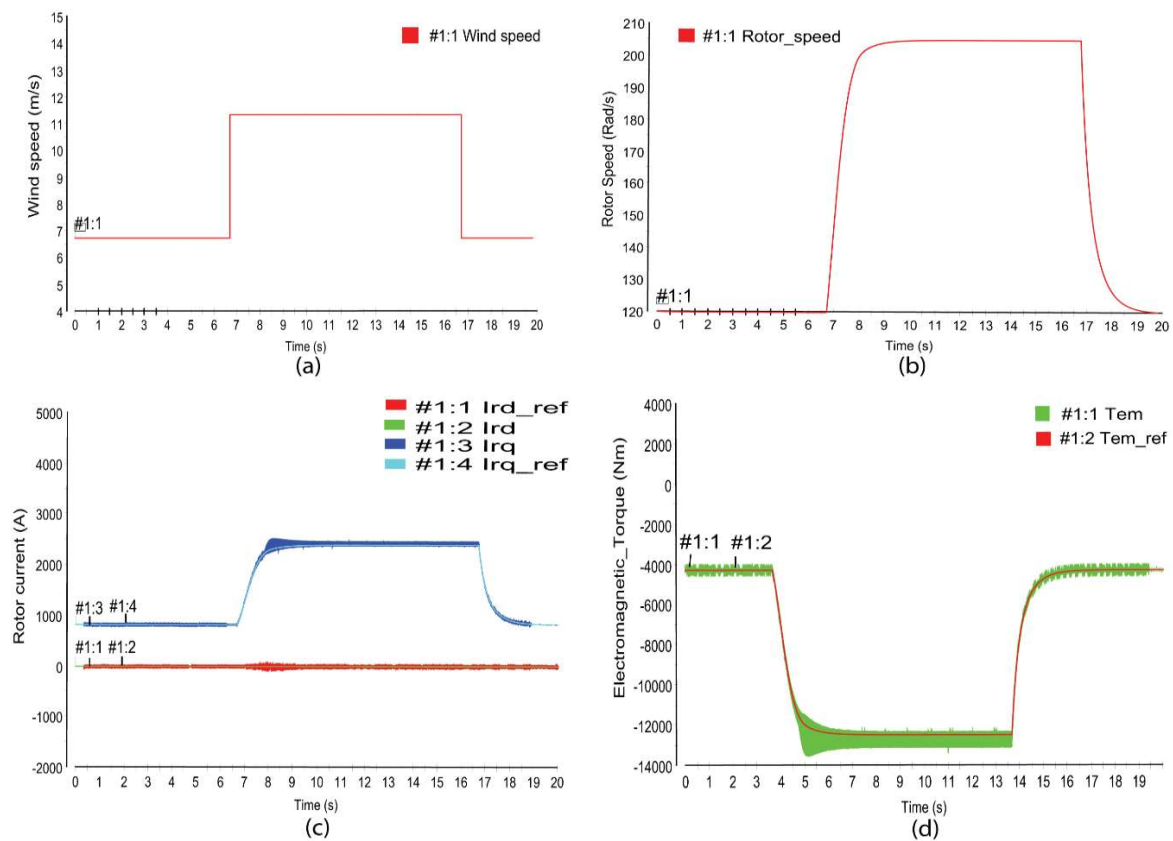 #1:1 Wind speed
Wind speed (m/s)
15
14
13
12
11
10
9
8
7
6
5
4
#1:1
0 1 2 3 4 5 6 7 8 9 10 11 12 13 14 15 16 17 18 19 20
Time (s)
(a)
#1:1 Rotor_speed
Rotor Speed (Rad/s)
210
200
190
180
170
160
150
140
130
120
#1:1
0 1 2 3 4 5 6 7 8 9 10 11 12 13 14 15 16 17 18 19 20
Time (s)
(b)
#1:1 Ird_ref
#1:2 Ird
#1:3 Irq
#1:4 Irq_ref
Rotor current (A)
5000
4000
3000
2000
1000
0
-1000
-2000
#1:3 #1:4
#1:1 #1:2
0 1 2 3 4 5 6 7 8 9 10 11 12 13 14 15 16 17 18 19 20
Time (s)
(c)
#1:1 Tem
#1:2 Tem_ref
Electromagnetic_Torque (Nm)
4000
2000
0
-2000
-4000
-6000
-8000
-10000
-12000
-14000
#1:1 #1:2
0 1 2 3 4 5 6 7 8 9 10 11 12 13 14 15 16 17 18 19
Time (s)
(d)